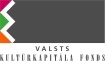 VALSTS
KULTŪRKAPITĀLA FONDS